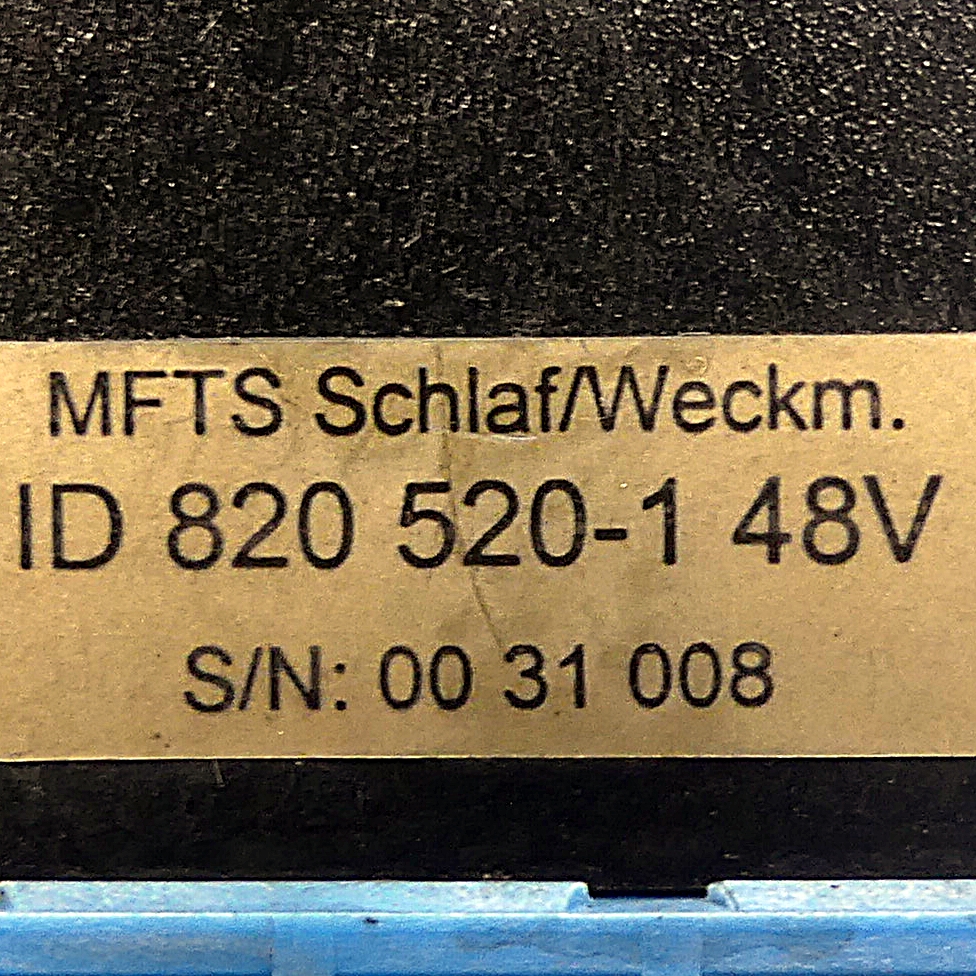 MFTS Schlaf/Weckm.
ID 820 520-1 48V
S/N: 00 31 008